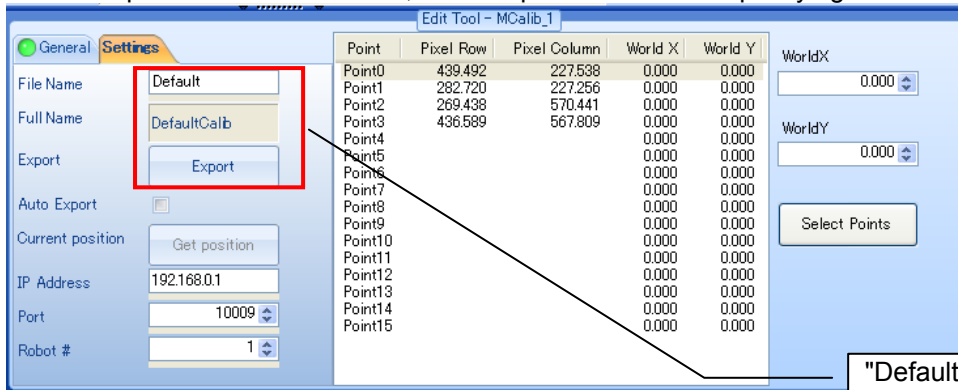 Edit Tool - MCalib_1
General Settings
File Name Default
Full Name DefaultCalib
Export Export
Auto Export
Current position Get position
IP Address 192.168.0.1
Port 10009
Robot # 1
Point Pixel Row Pixel Column World X World Y
Point0 439.492 227.538 0.000 0.000
Point1 282.720 227.256 0.000 0.000
Point2 269.438 570.441 0.000 0.000
Point3 436.589 567.809 0.000 0.000
Point4 0.000 0.000
Point5 0.000 0.000
Point6 0.000 0.000
Point7 0.000 0.000
Point8 0.000 0.000
Point9 0.000 0.000
Point10 0.000 0.000
Point11 0.000 0.000
Point12 0.000 0.000
Point13 0.000 0.000
Point14 0.000 0.000
Point15 0.000 0.000
WorldX
0.000
WorldY
0.000
Select Points
"Default